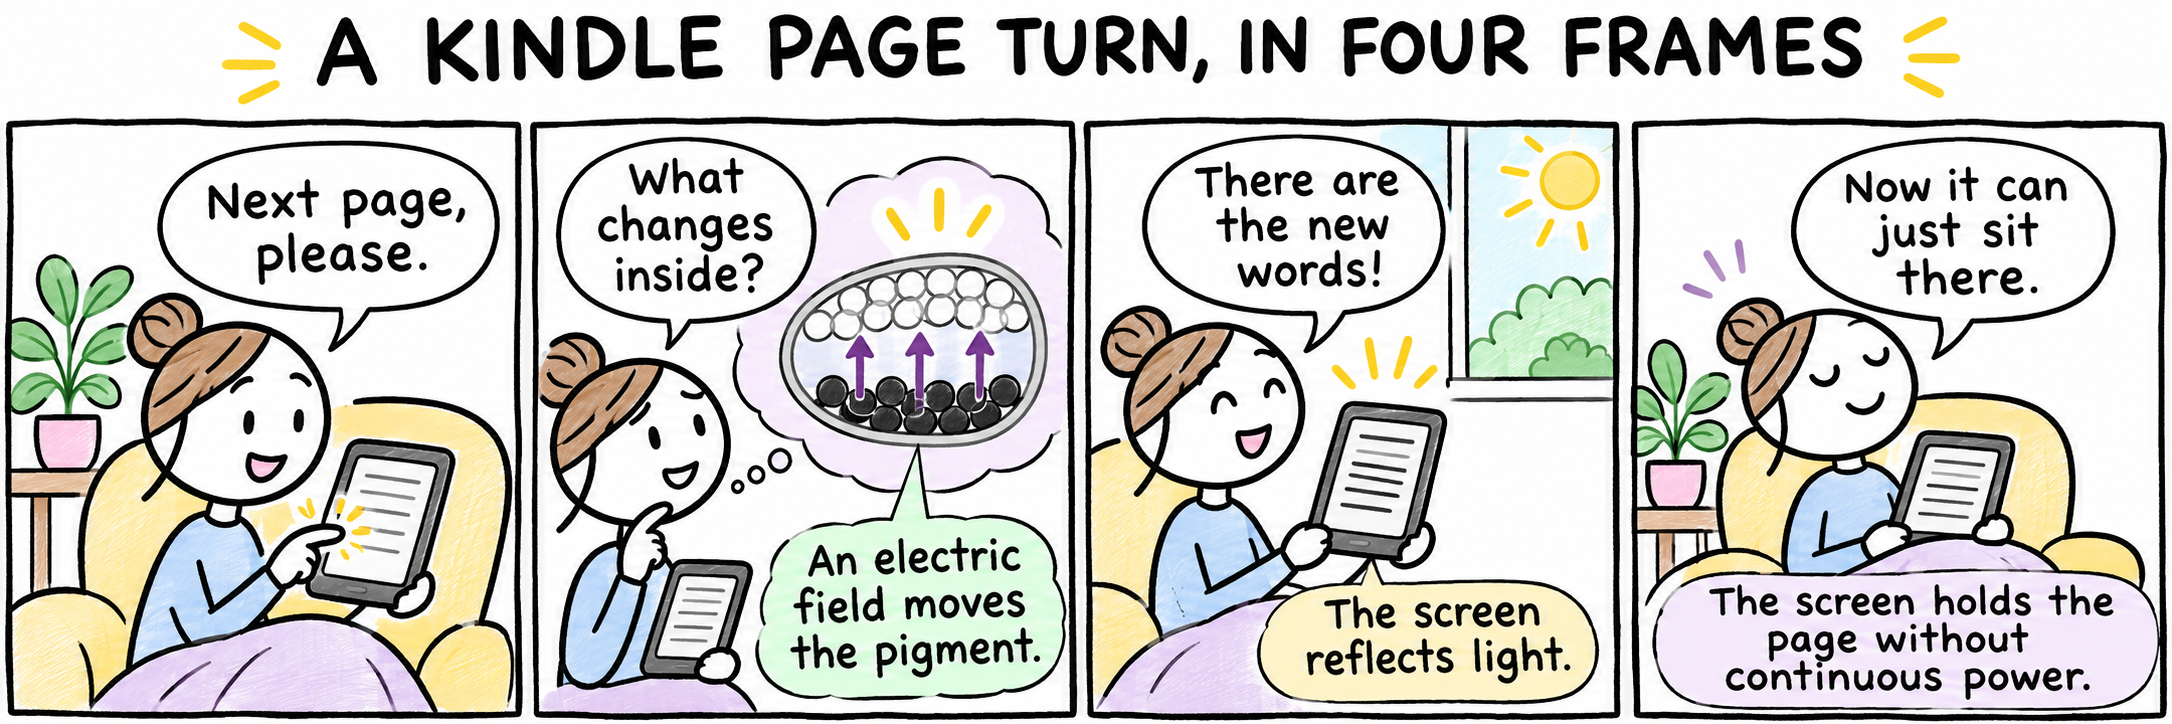 A KINDLE PAGE TURN, IN FOUR FRAMES
Next page,
please.
What
changes
inside?
An electric
field moves
the pigment.
There are
the new
words!
The screen
reflects light.
Now it can
just sit
there.
The screen holds the
page without
continuous power.